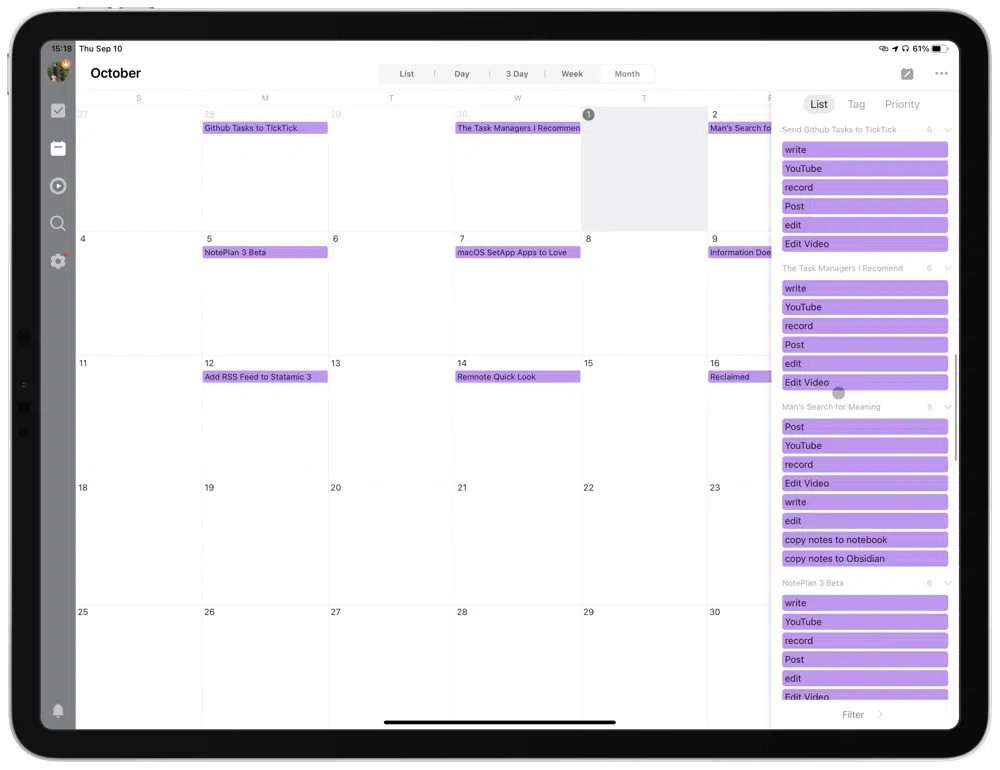 15:18 Thu Sep 10
61%
October
List Day 3 Day Week Month
S M T W T F
27 28 29 30 1 2
Github Tasks to TickTick
The Task Managers I Recommen
Man's Search fo
4 5 6 7 8 9
NotePlan 3 Beta
macOS SetApp Apps to Love
Information Doe
11 12 13 14 15 16
Add RSS Feed to Statamic 3
Remnote Quick Look
Reclaimed
18 19 20 21 22 23
25 26 27 28 29 30
List Tag Priority
Send Github Tasks to TickTick 6
write
YouTube
record
Post
edit
Edit Video
The Task Managers I Recomend 6
write
YouTube
record
Post
edit
Edit Video
Man's Search for Meaning 8
Post
YouTube
record
Edit Video
write
edit
copy notes to notebook
copy notes to Obsidian
NotePlan 3 Beta 6
write
YouTube
record
Post
edit
Edit Video
Filter